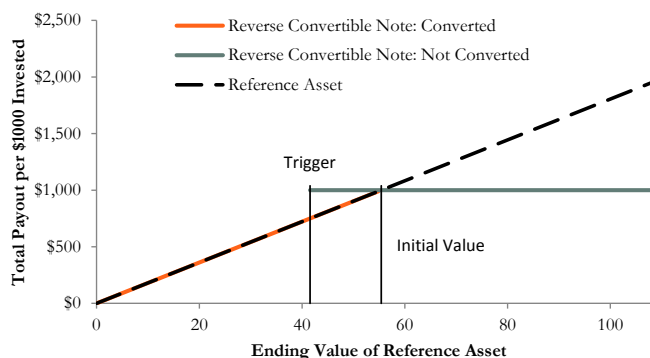 $2,500
$2,000
$1,500
$1,000
$500
$0
Total Payout per $1000 Invested
Reverse Convertible Note: Converted
Reverse Convertible Note: Not Converted
Reference Asset
Trigger
Initial Value
0 20 40 60 80 100
Ending Value of Reference Asset